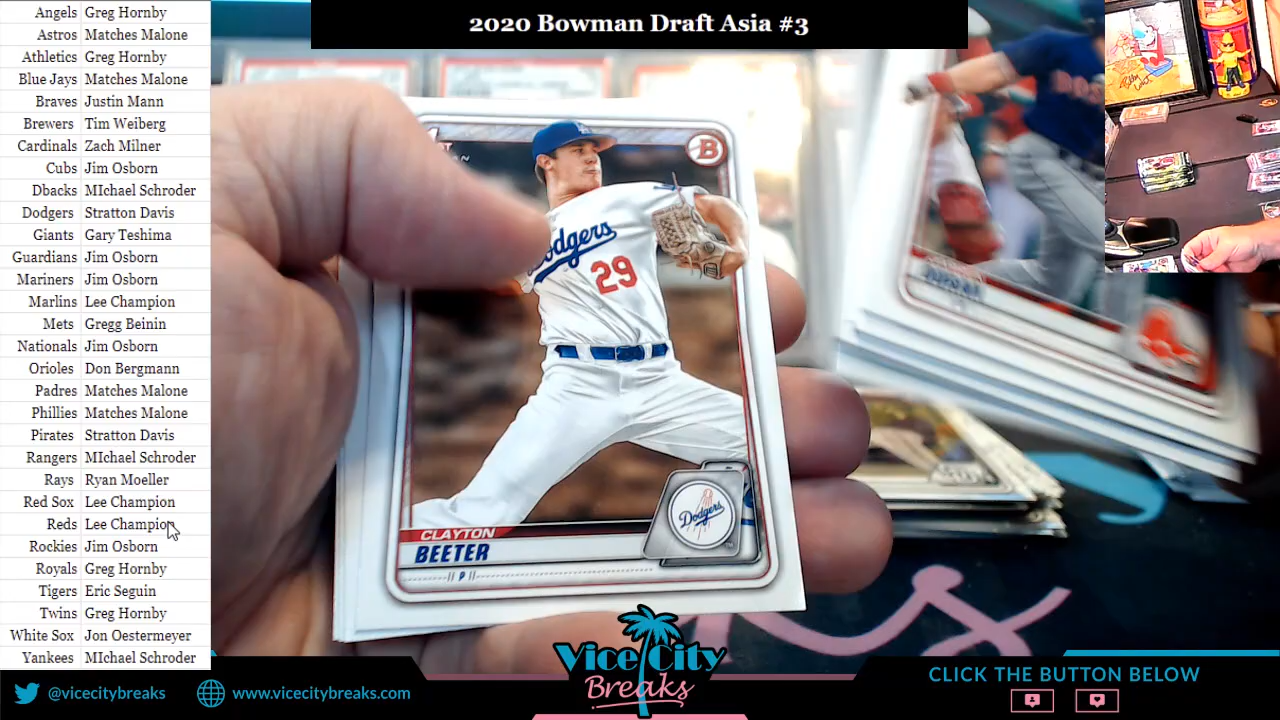 2020 Bowman Draft Asia #3
Angels Greg Hornby
Astros Matches Malone
Athletics Greg Hornby
Blue Jays Matches Malone
Braves Justin Mann
Brewers Tim Weiberg
Cardinals Zach Milner
Cubs Jim Osborn
Dbacks MIchael Schroder
Dodgers Stratton Davis
Giants Gary Teshima
Guardians Jim Osborn
Mariners Jim Osborn
Marlins Lee Champion
Mets Gregg Beinin
Nationals Jim Osborn
Orioles Don Bergmann
Padres Matches Malone
Phillies Matches Malone
Pirates Stratton Davis
Rangers MIchael Schroder
Rays Ryan Moeller
Red Sox Lee Champion
Reds Lee Champion
Rockies Jim Osborn
Royals Greg Hornby
Tigers Eric Seguin
Twins Greg Hornby
White Sox Jon Oestermeyer
Yankees MIchael Schroder
B
Dodgers
29
Dodgers
CLAYTON
BEETER
P
Vice City
Breaks
@vicecitybreaks
www.vicecitybreaks.com
CLICK THE BUTTON BELOW